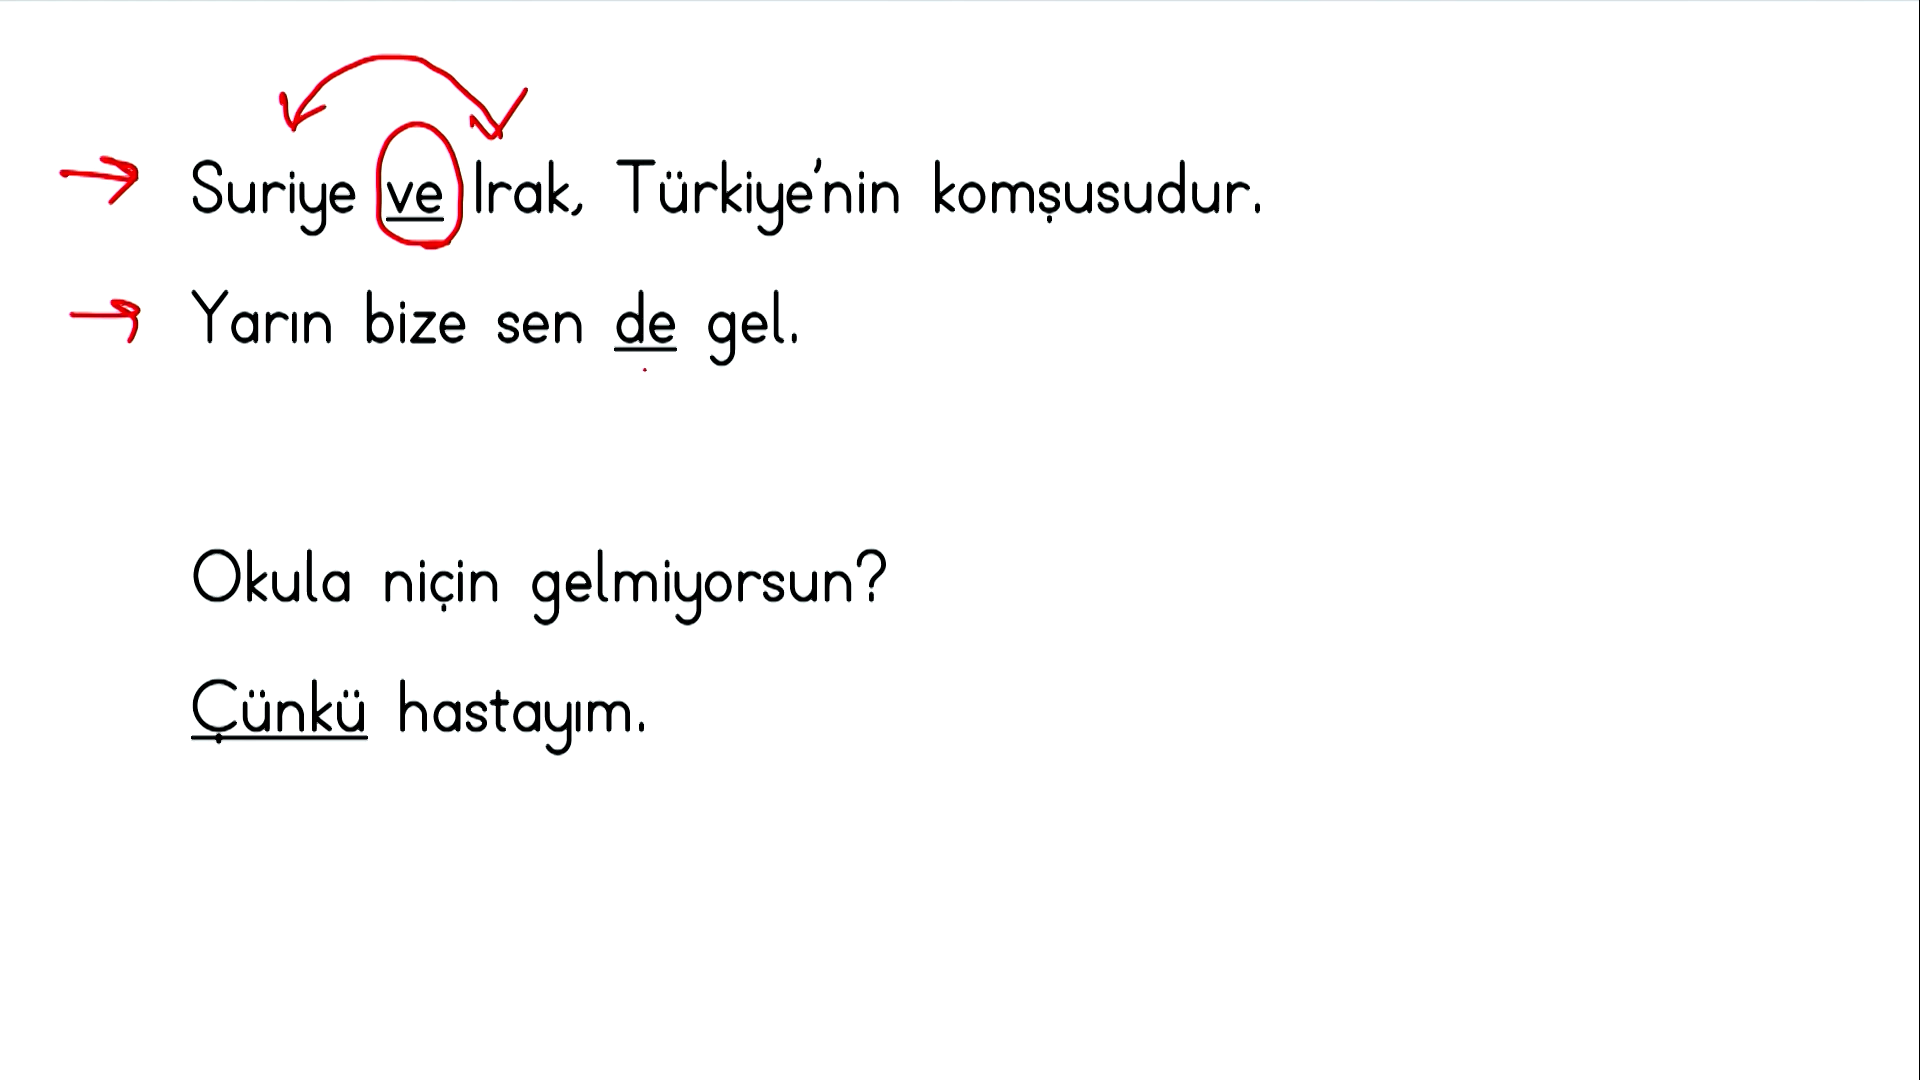 Suriye ve Irak, Türkiye'nin komşusudur.
Yarın bize sen de gel.
Okula niçin gelmiyorsun?
Çünkü hastayım.